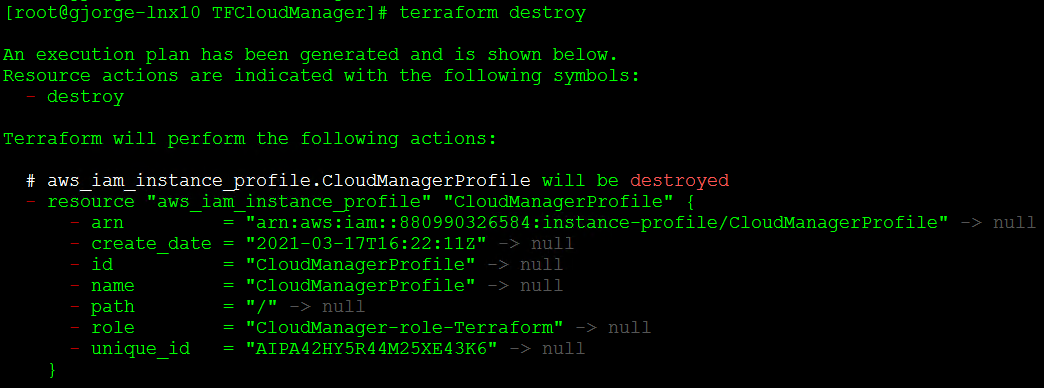 [root@gjorge-lnx10 TFCloudManager]# terraform destroy
An execution plan has been generated and is shown below.
Resource actions are indicated with the following symbols:
  - destroy
Terraform will perform the following actions:
  # aws_iam_instance_profile.CloudManagerProfile will be destroyed
  - resource "aws_iam_instance_profile" "CloudManagerProfile" {
      - arn         = "arn:aws:iam::880990326584:instance-profile/CloudManagerProfile" -> null
      - create_date = "2021-03-17T16:22:11Z" -> null
      - id          = "CloudManagerProfile" -> null
      - name        = "CloudManagerProfile" -> null
      - path        = "/" -> null
      - role        = "CloudManager-role-Terraform" -> null
      - unique_id   = "AIPA42HY5R44M25XE43K6" -> null
    }